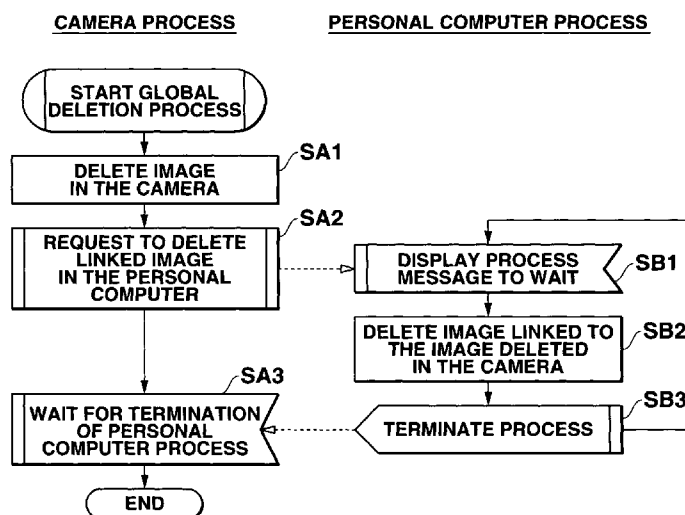 CAMERA PROCESS
PERSONAL COMPUTER PROCESS
START GLOBAL
DELETION PROCESS
SA1
DELETE IMAGE
IN THE CAMERA
SA2
REQUEST TO DELETE
LINKED IMAGE
IN THE PERSONAL
COMPUTER
DISPLAY PROCESS
MESSAGE TO WAIT
SB1
DELETE IMAGE LINKED TO
THE IMAGE DELETED
IN THE CAMERA
SB2
SA3
WAIT FOR TERMINATION
OF PERSONAL
COMPUTER PROCESS
TERMINATE PROCESS
SB3
END